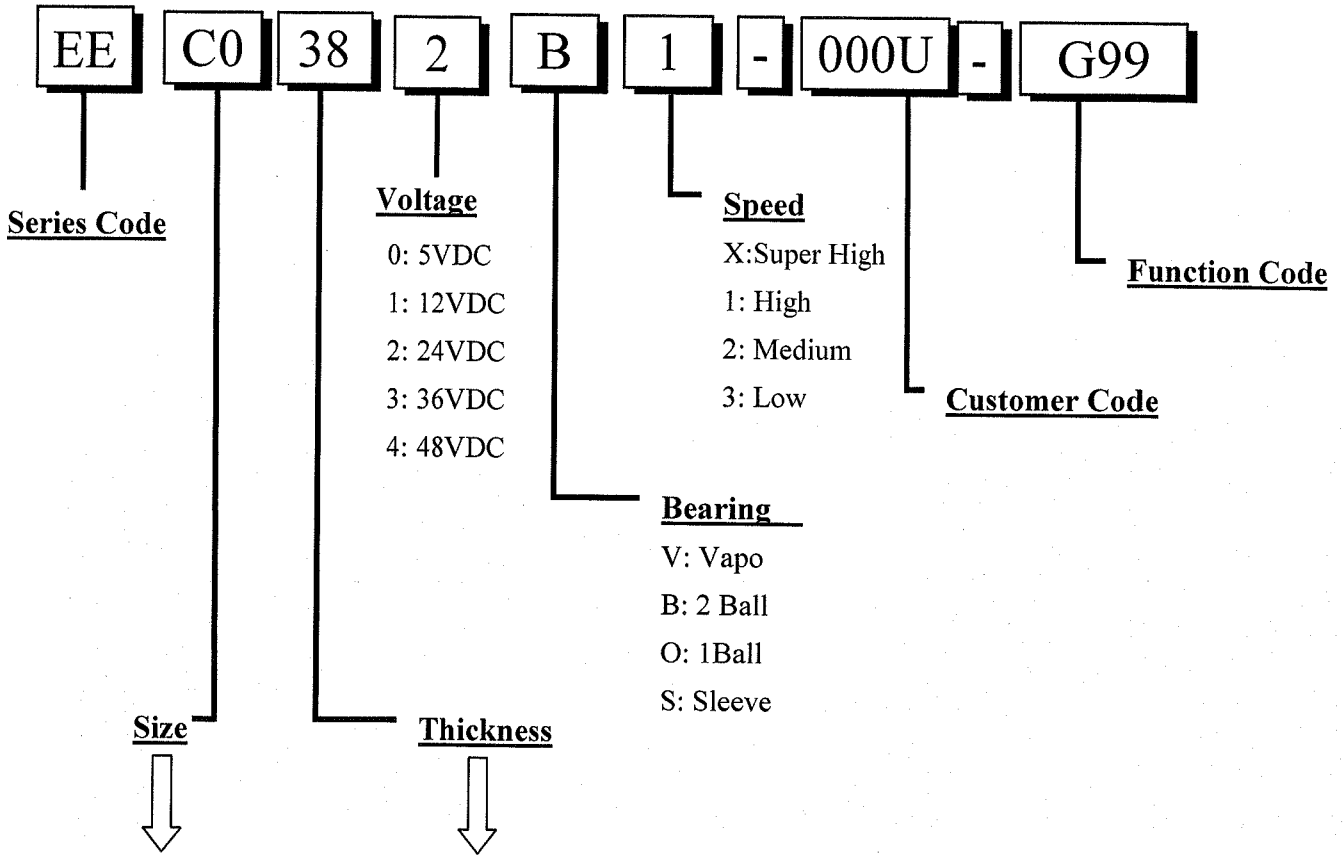 EE C0 38 2 B 1 - 000U - G99
Series Code
Voltage
0: 5VDC
1: 12VDC
2: 24VDC
3: 36VDC
4: 48VDC
Speed
X:Super High
1: High
2: Medium
3: Low
Function Code
Customer Code
Bearing
V: Vapo
B: 2 Ball
O: 1Ball
S: Sleeve
Size
Thickness